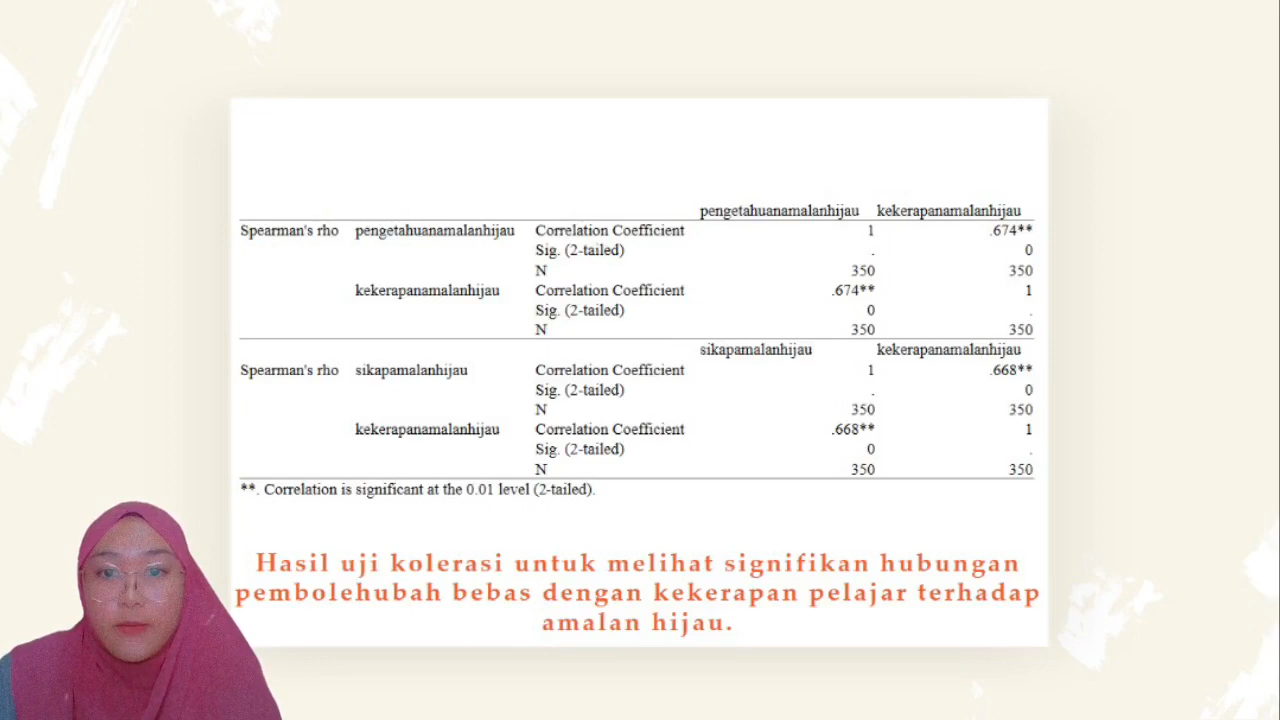 pengetahuanamalanhijau kekerapanamalanhijau
Spearman's rho pengetahuanamalanhijau Correlation Coefficient 1 .674**
Sig. (2-tailed) . 0
N 350 350
kekerapanamalanhijau Correlation Coefficient .674** 1
Sig. (2-tailed) 0 .
N 350 350
sikapamalanhijau kekerapanamalanhijau
Spearman's rho sikapamalanhijau Correlation Coefficient 1 .668**
Sig. (2-tailed) . 0
N 350 350
kekerapanamalanhijau Correlation Coefficient .668** 1
Sig. (2-tailed) 0 .
N 350 350
**. Correlation is significant at the 0.01 level (2-tailed).
Hasil uji kolerasi untuk melihat signifikan hubungan
pembolehubah bebas dengan kekerapan pelajar terhadap
amalan hijau.